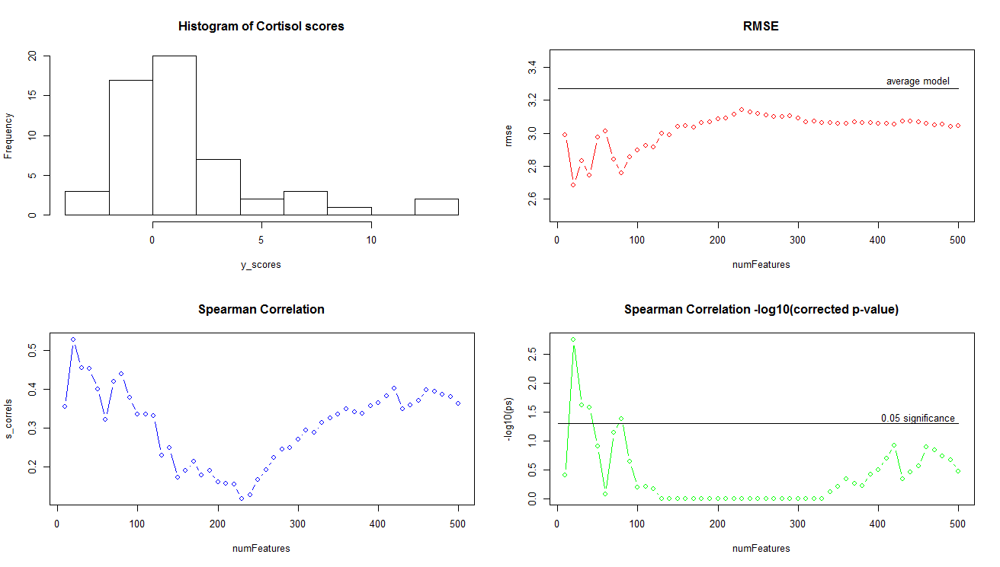 Histogram of Cortisol scores
Frequency
0 5 10 15 20
0 5 10
y_scores
RMSE
rmse
2.6 2.8 3.0 3.2 3.4
average model
0 100 200 300 400 500
numFeatures
Spearman Correlation
s_correls
0.2 0.3 0.4 0.5
0 100 200 300 400 500
numFeatures
Spearman Correlation -log10(corrected p-value)
-log10(ps)
0.0 0.5 1.0 1.5 2.0 2.5
0.05 significance
0 100 200 300 400 500
numFeatures